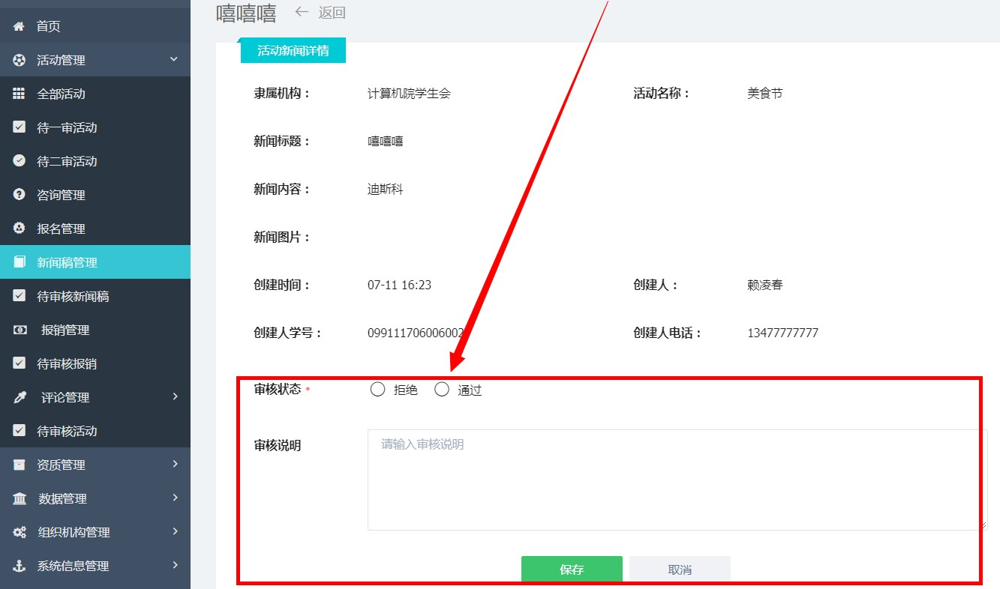 首页
活动管理
全部活动
待一审活动
待二审活动
咨询管理
报名管理
新闻稿管理
待审核新闻稿
报销管理
待审核报销
评论管理
待审核活动
资质管理
数据管理
组织机构管理
系统信息管理
嘻嘻嘻 ← 返回
活动新闻详情
隶属机构： 计算机院学生会 活动名称： 美食节
新闻标题： 嘻嘻嘻
新闻内容： 迪斯科
新闻图片：
创建时间： 07-11 16:23 创建人： 赖凌春
创建人学号： 099111706006002 创建人电话： 13477777777
审核状态 * 拒绝 通过
审核说明 请输入审核说明
保存 取消